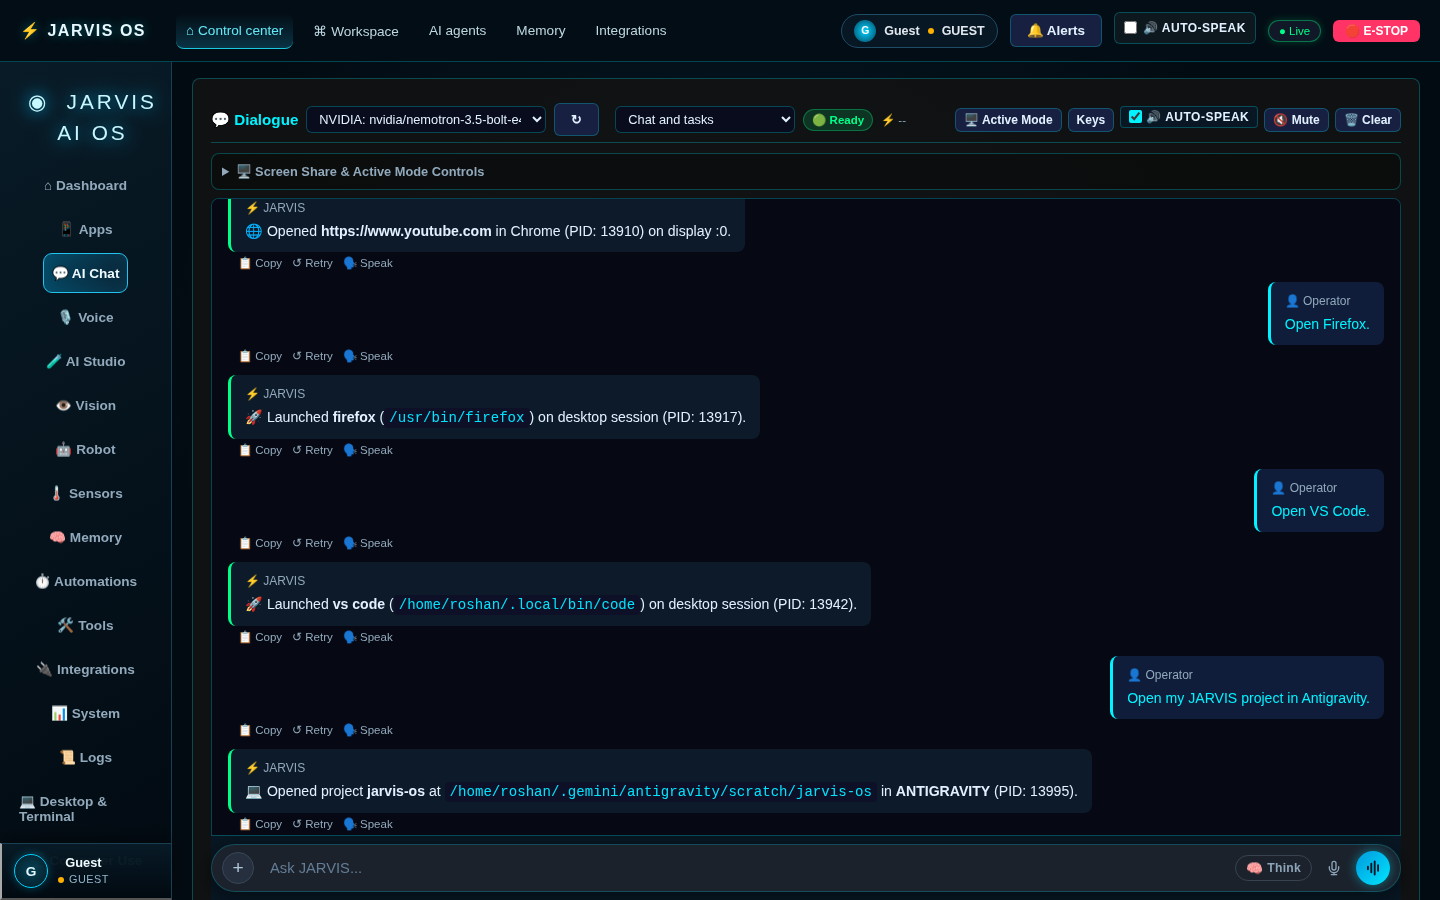 ⚡ JARVIS OS
⌂ Control center
⌘ Workspace
AI agents
Memory
Integrations
G Guest GUEST
🔔 Alerts
🔊 AUTO-SPEAK
● Live
🛑 E-STOP
◉ JARVIS
AI OS
⌂ Dashboard
📱 Apps
💬 AI Chat
🎙️ Voice
🧪 AI Studio
👁️ Vision
🤖 Robot
🌡️ Sensors
🧠 Memory
⏱️ Automations
🛠️ Tools
🔌 Integrations
📊 System
📜 Logs
💻 Desktop &
Terminal
G
Guest
GUEST
💬 Dialogue
NVIDIA: nvidia/nemotron-3.5-bolt-e4
↻
Chat and tasks
🟢 Ready
⚡ --
🖥️ Active Mode
Keys
🔊 AUTO-SPEAK
🔇 Mute
🗑️ Clear
▶ 🖥️ Screen Share & Active Mode Controls
⚡ JARVIS
🌐 Opened https://www.youtube.com in Chrome (PID: 13910) on display :0.
📋 Copy ↺ Retry 🗣️ Speak
👤 Operator
Open Firefox.
📋 Copy ↺ Retry 🗣️ Speak
⚡ JARVIS
🚀 Launched firefox ( /usr/bin/firefox ) on desktop session (PID: 13917).
📋 Copy ↺ Retry 🗣️ Speak
👤 Operator
Open VS Code.
📋 Copy ↺ Retry 🗣️ Speak
⚡ JARVIS
🚀 Launched vs code ( /home/roshan/.local/bin/code ) on desktop session (PID: 13942).
📋 Copy ↺ Retry 🗣️ Speak
👤 Operator
Open my JARVIS project in Antigravity.
📋 Copy ↺ Retry 🗣️ Speak
⚡ JARVIS
💻 Opened project jarvis-os at /home/roshan/.gemini/antigravity/scratch/jarvis-os in ANTIGRAVITY (PID: 13995).
📋 Copy ↺ Retry 🗣️ Speak
+
Ask JARVIS...
🧠 Think